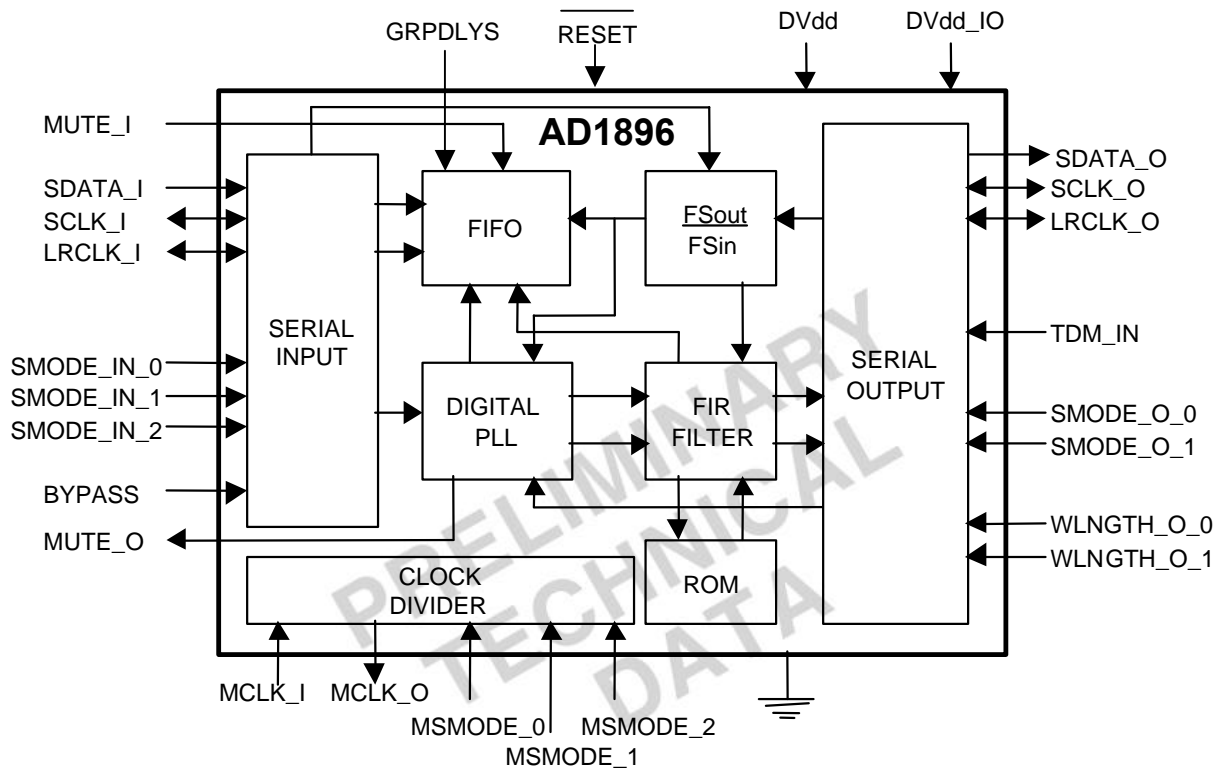 GRPDLYS
RESET
DVdd
DVdd_IO
AD1896
MUTE_I
SDATA_I
SCLK_I
LRCLK_I
SMODE_IN_0
SMODE_IN_1
SMODE_IN_2
BYPASS
MUTE_O
SERIAL
INPUT
FIFO
FSout
FSin
DIGITAL
PLL
FIR
FILTER
ROM
CLOCK
DIVIDER
SERIAL
OUTPUT
SDATA_O
SCLK_O
LRCLK_O
TDM_IN
SMODE_O_0
SMODE_O_1
WLNGTH_O_0
WLNGTH_O_1
MCLK_I
MCLK_O
MSMODE_0
MSMODE_1
MSMODE_2
PRELIMINARY
TECHNICAL
DATA